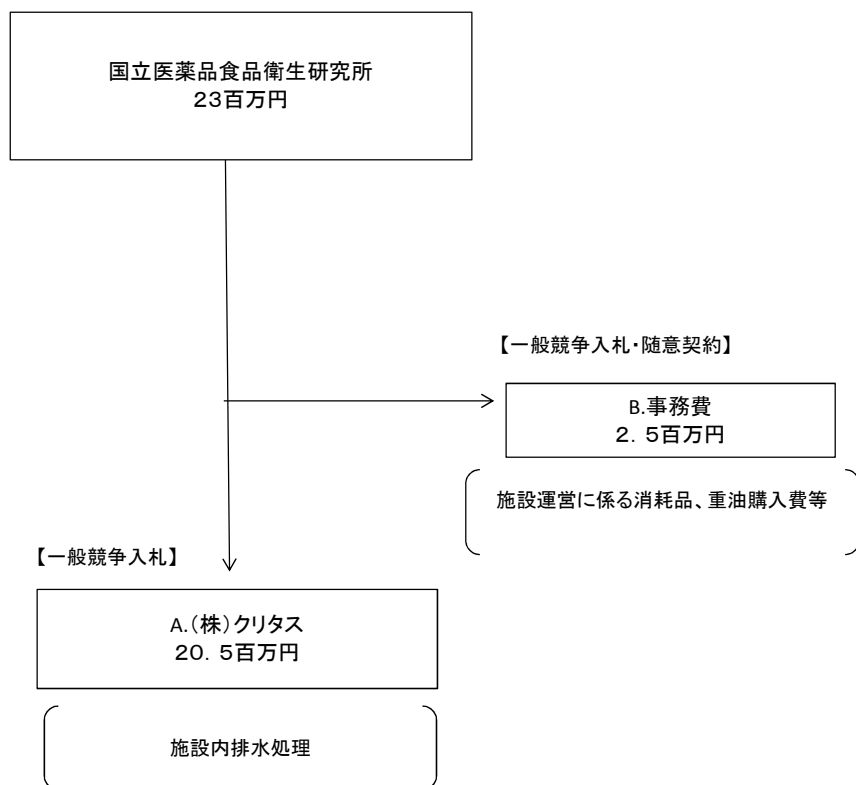 国立医薬品食品衛生研究所
２３百万円
【一般競争入札・随意契約】
B.事務費
２．５百万円
施設運営に係る消耗品、重油購入費等
【一般競争入札】
A.（株）クリタス
２０．５百万円
施設内排水処理